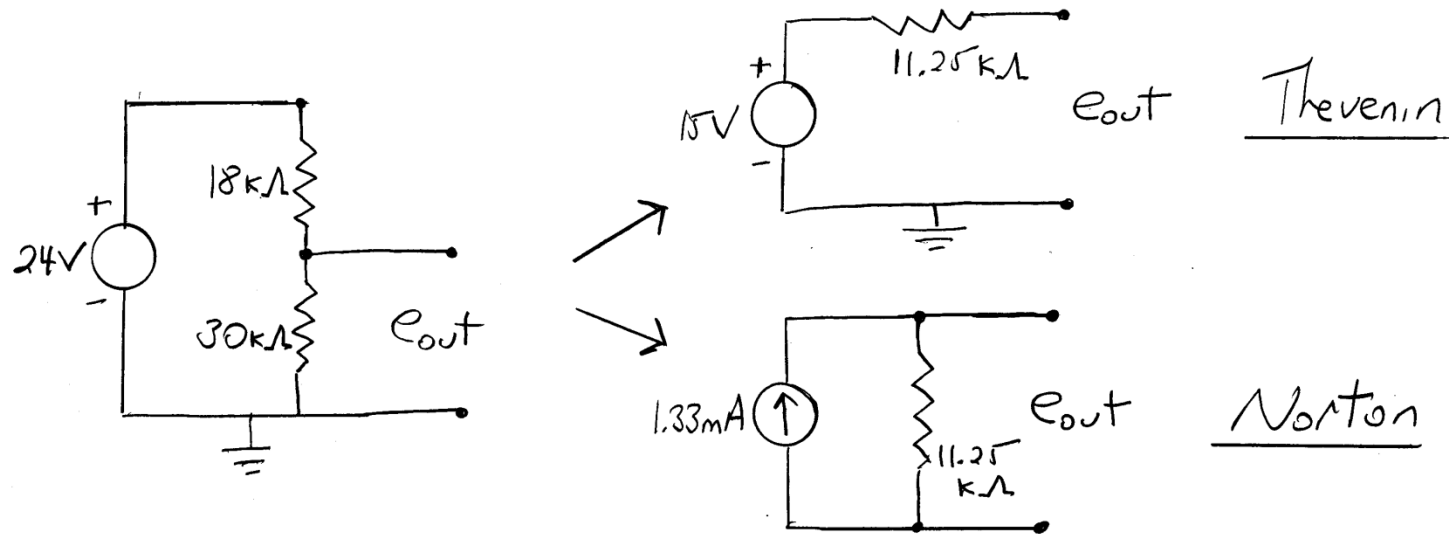 +
24V
-
18KΩ
30KΩ
eout
+
15V
-
11.25KΩ
eout
Thevenin
1.33mA
11.25
KΩ
eout
Norton